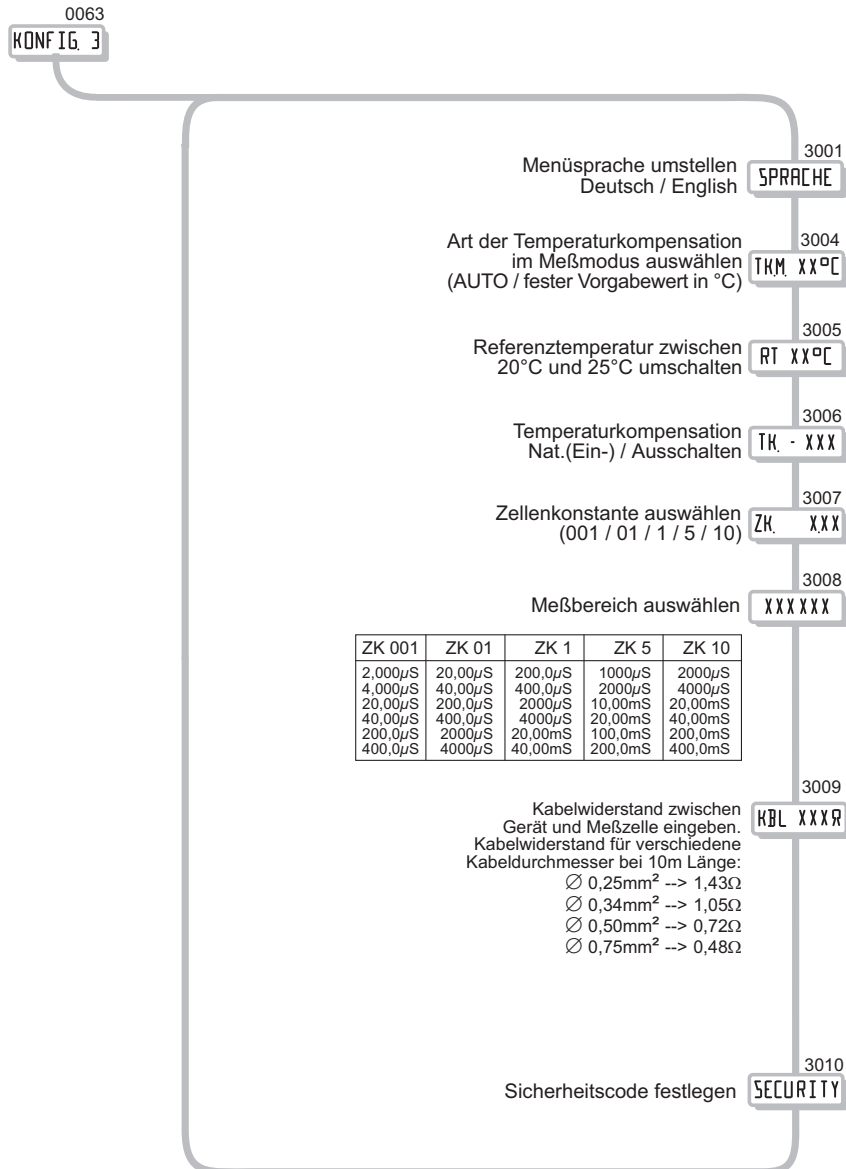 0063
KONFIG. 3
3001
Menüsprache umstellen
Deutsch / English
SPRACHE
3004
Art der Temperaturkompensation
im Meßmodus auswählen
(AUTO / fester Vorgabewert in °C)
TKM. XX°C
3005
Referenztemperatur zwischen
20°C und 25°C umschalten
RT XX°C
3006
Temperaturkompensation
Nat.(Ein-) / Ausschalten
TK. - XXX
3007
Zellenkonstante auswählen
(001 / 01 / 1 / 5 / 10)
ZK. X.XX
3008
Meßbereich auswählen
XXXXXX
ZK 001 ZK 01 ZK 1 ZK 5 ZK 10
2,000µS 20,00µS 200,0µS 1000µS 2000µS
4,000µS 40,00µS 400,0µS 2000µS 4000µS
20,00µS 200,0µS 2000µS 10,00mS 20,00mS
40,00µS 400,0µS 4000µS 20,00mS 40,00mS
200,0µS 2000µS 20,00mS 100,0mS 200,0mS
400,0µS 4000µS 40,00mS 200,0mS 400,0mS
3009
Kabelwiderstand zwischen
Gerät und Meßzelle eingeben.
Kabelwiderstand für verschiedene
Kabeldurchmesser bei 10m Länge:
∅ 0,25mm² --> 1,43Ω
∅ 0,34mm² --> 1,05Ω
∅ 0,50mm² --> 0,72Ω
∅ 0,75mm² --> 0,48Ω
KBL XXXR
3010
Sicherheitscode festlegen
SECURITY